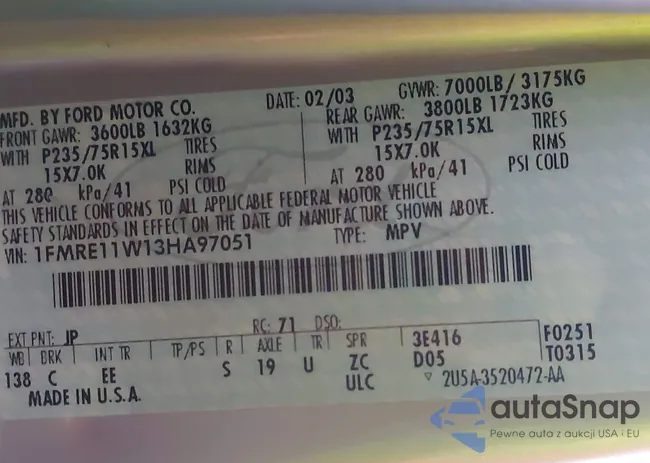 MFD. BY FORD MOTOR CO. DATE: 02/03 GVWR: 7000LB/ 3175KG
FRONT GAWR: 3600LB 1632KG REAR GAWR: 3800LB 1723KG
WITH P235/75R15XL TIRES WITH P235/75R15XL TIRES
15X7.0K RIMS 15X7.0K RIMS
AT 280 kPa/41 PSI COLD AT 280 kPa/41 PSI COLD
THIS VEHICLE CONFORMS TO ALL APPLICABLE FEDERAL MOTOR VEHICLE
SAFETY STANDARDS IN EFFECT ON THE DATE OF MANUFACTURE SHOWN ABOVE.
VIN: 1FMRE11W13HA97051 TYPE: MPV
EXT PNT: JP RC: 71 DSO:
WB BRK INT TR TP/PS R AXLE TR SPR 3E416 F0251
138 C EE S 19 U ZC D05 T0315
ULC 2U5A-3520472-AA
MADE IN U.S.A.
autaSnap
Pewne auta z aukcji USA i EU